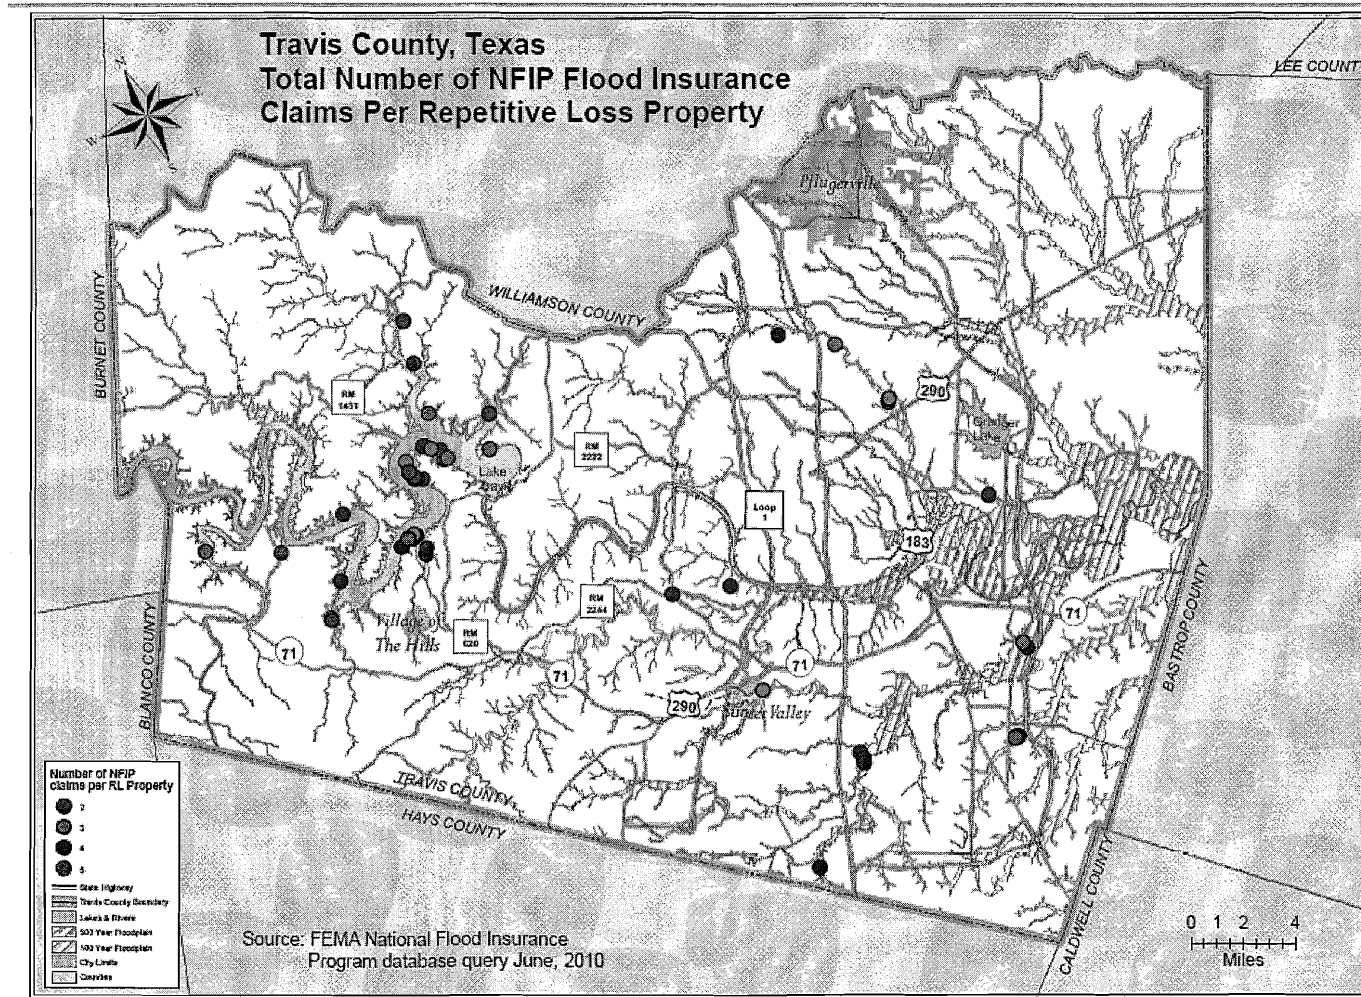 Travis County, Texas
Total Number of NFIP Flood Insurance
Claims Per Repetitive Loss Property
N
E
W
S
LEE COUNTY
Pflugerville
BURNET COUNTY
WILLIAMSON COUNTY
RM
1431
290
Lake
Travis
RM
2222
Loop
1
183
RM
2244
71
Village of
The Hills
RM
620
71
71
71
290
Sunset Valley
BLANCO COUNTY
BASTROP COUNTY
TRAVIS COUNTY
HAYS COUNTY
CALDWELL COUNTY
Number of NFIP
claims per RL Property
2
3
4
5
State Highway
Travis County Boundary
Lakes & Rivers
500 Year Floodplain
100 Year Floodplain
City Limits
Counties
Source: FEMA National Flood Insurance
Program database query June, 2010
0 1 2 4
Miles